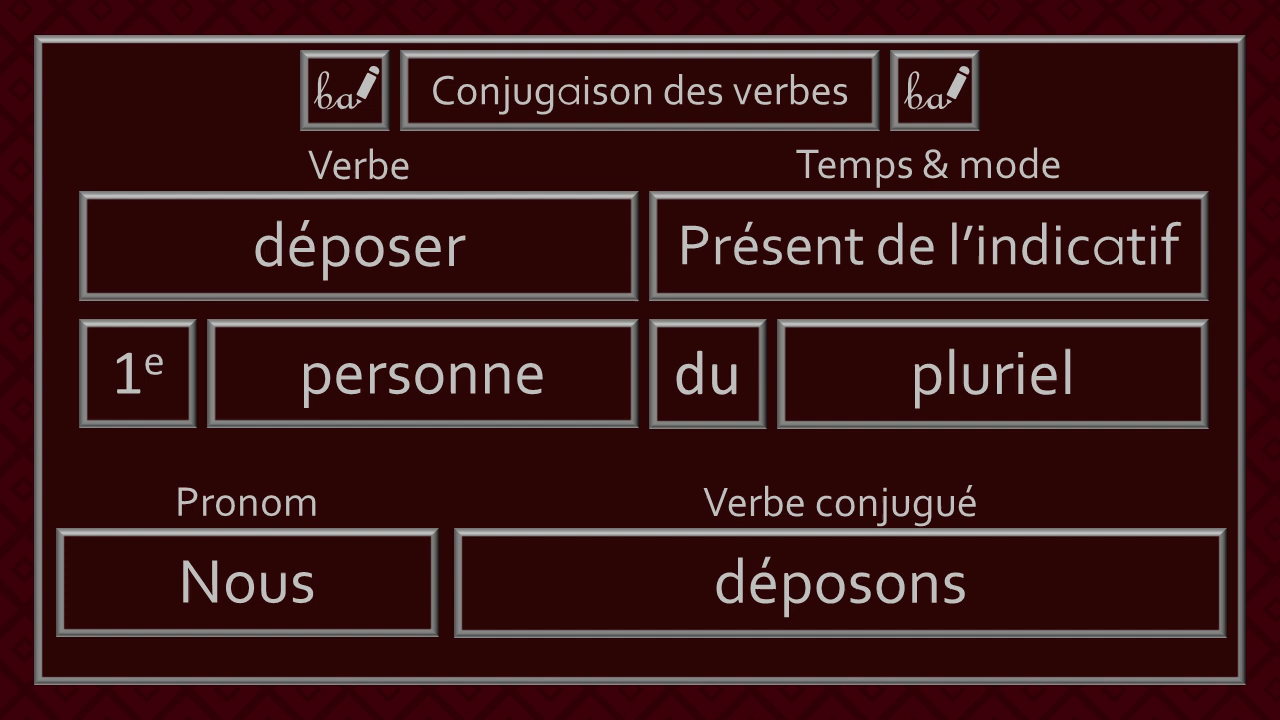 ba Conjugaison des verbes ba
Verbe
Temps & mode
déposer
Présent de l’indicatif
1e personne du pluriel
Pronom
Verbe conjugué
Nous
déposons